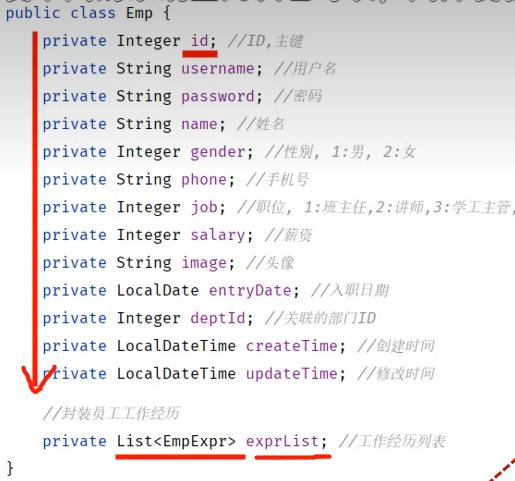 public class Emp {
private Integer id; //ID,主键
private String username; //用户名
private String password; //密码
private String name; //姓名
private Integer gender; //性别, 1:男, 2:女
private String phone; //手机号
private Integer job; //职位, 1:班主任,2:讲师,3:学工主管,
private Integer salary; //薪资
private String image; //头像
private LocalDate entryDate; //入职日期
private Integer deptId; //关联的部门ID
private LocalDateTime createTime; //创建时间
private LocalDateTime updateTime; //修改时间
//封装员工工作经历
private List<EmpExpr> exprList; //工作经历列表
}